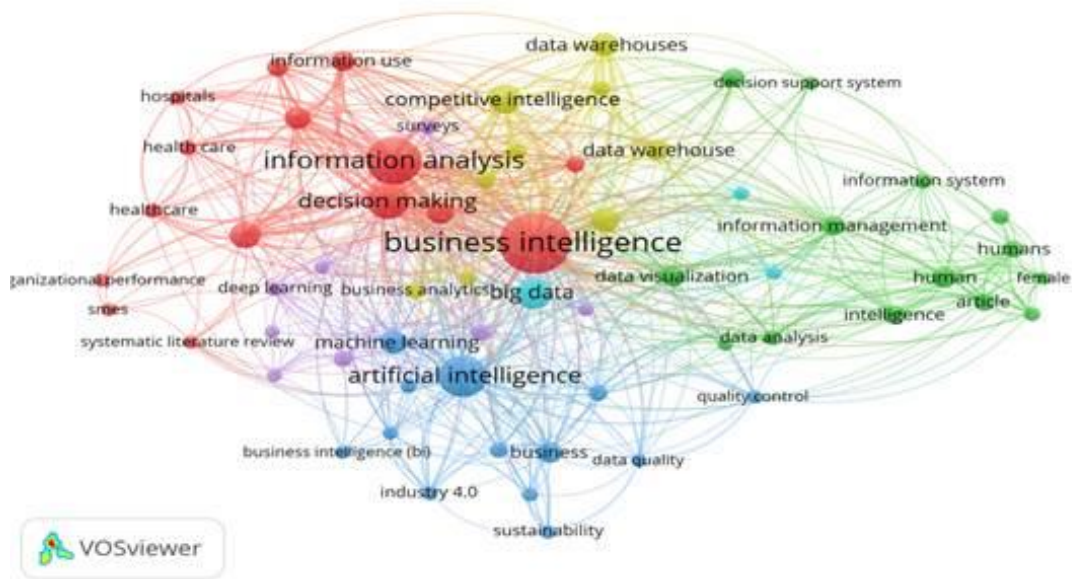 data warehouses
information use
decision support system
hospitals
competitive intelligence
surveys
health care
information analysis
data warehouse
information system
decision making
healthcare
information management
business intelligence
humans
ganizational performance
deep learning
business analytics
big data
data visualization
human
female
smes
article
intelligence
systematic literature review
machine learning
data analysis
artificial intelligence
quality control
business intelligence (bi)
business
data quality
industry 4.0
sustainability
VOSviewer